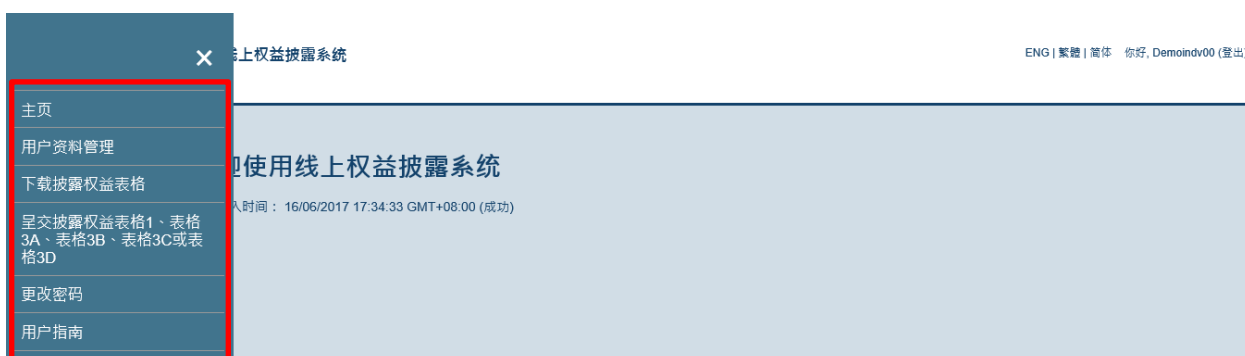 ×
上权益披露系统
ENG | 繁體 | 简体 你好, Demoindv00 (登出)
主页
用户资料管理
下载披露权益表格
呈交披露权益表格1、表格
3A、表格3B、表格3C或表
格3D
更改密码
用户指南
使用线上权益披露系统
时间： 16/06/2017 17:34:33 GMT+08:00 (成功)